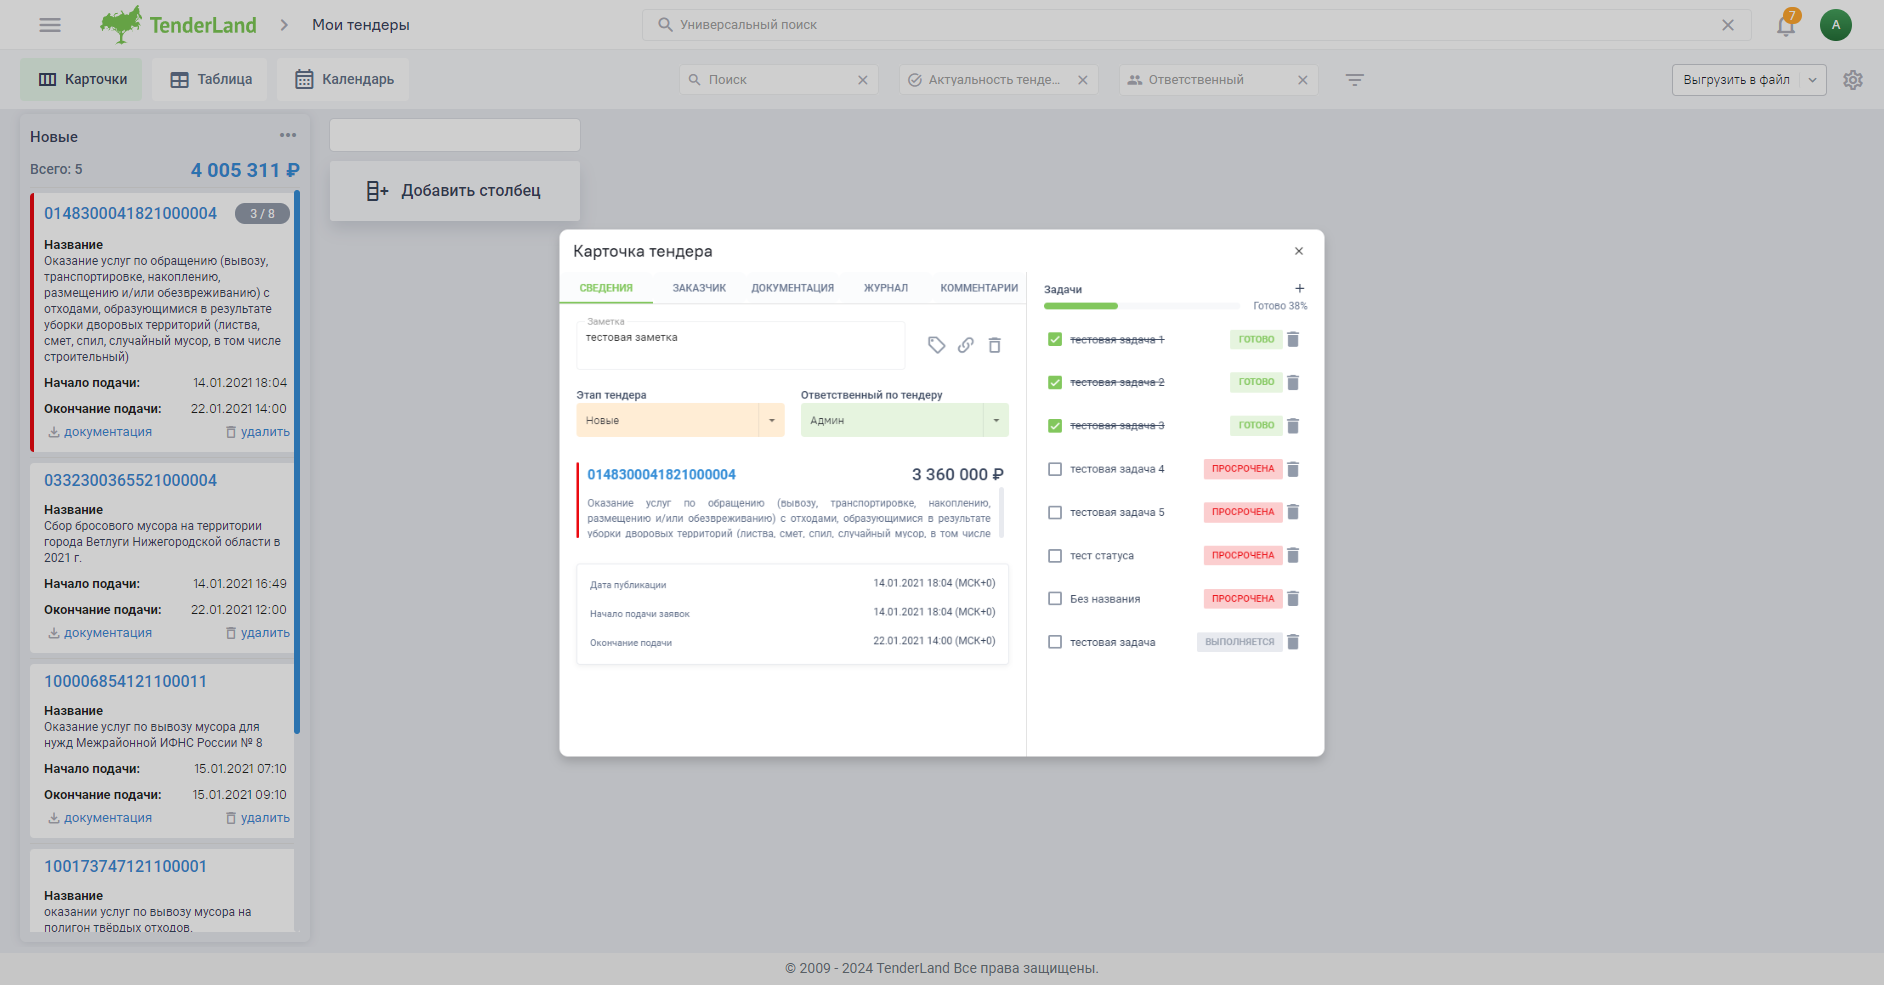 TenderLand
Мои тендеры
Универсальный поиск
7
А
Карточки
Таблица
Календарь
Поиск
Актуальность тенде...
Ответственный
Выгрузить в файл
Новые
Всего: 5
4 005 311 ₽
0148300041821000004
3 / 8
Название
Оказание услуг по обращению (вывозу,
транспортировке, накоплению,
размещению и/или обезвреживанию) с
отходами, образующимися в результате
уборки дворовых территорий (листва,
смет, спил, случайный мусор, в том числе
строительный)
Начало подачи: 14.01.2021 18:04
Окончание подачи: 22.01.2021 14:00
документация удалить
0332300365521000004
Название
Сбор бросового мусора на территории
города Ветлуги Нижегородской области в
2021 г.
Начало подачи: 14.01.2021 16:49
Окончание подачи: 22.01.2021 12:00
документация удалить
100006854121100011
Название
Оказание услуг по вывозу мусора для
нужд Межрайонной ИФНС России № 8
Начало подачи: 15.01.2021 07:10
Окончание подачи: 15.01.2021 09:10
документация удалить
100173747121100001
Название
оказании услуг по вывозу мусора на
полигон твёрдых отходов.
Добавить столбец
Карточка тендера
СВЕДЕНИЯ
ЗАКАЗЧИК
ДОКУМЕНТАЦИЯ
ЖУРНАЛ
КОММЕНТАРИИ
Заметка
тестовая заметка
Этап тендера
Новые
Ответственный по тендеру
Админ
0148300041821000004
3 360 000 ₽
Оказание услуг по обращению (вывозу, транспортировке, накоплению,
размещению и/или обезвреживанию) с отходами, образующимися в результате
уборки дворовых территорий (листва, смет, спил, случайный мусор, в том числе
Дата публикации 14.01.2021 18:04 (МСК+0)
Начало подачи заявок 14.01.2021 18:04 (МСК+0)
Окончание подачи 22.01.2021 14:00 (МСК+0)
Задачи
Готово 38%
тестовая задача 1 ГОТОВО
тестовая задача 2 ГОТОВО
тестовая задача 3 ГОТОВО
тестовая задача 4 ПРОСРОЧЕНА
тестовая задача 5 ПРОСРОЧЕНА
тест статуса ПРОСРОЧЕНА
Без названия ПРОСРОЧЕНА
тестовая задача ВЫПОЛНЯЕТСЯ
© 2009 - 2024 TenderLand Все права защищены.